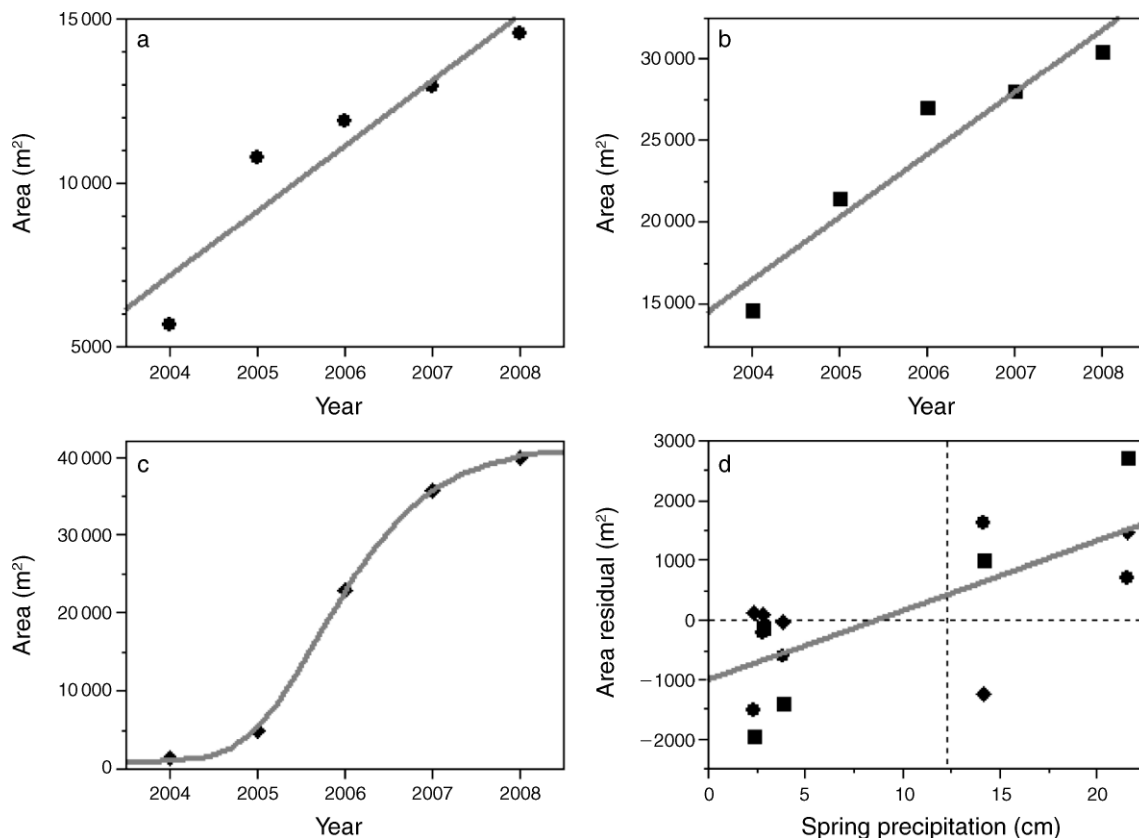 a
15 000
10 000
5000
Area (m²)
2004 2005 2006 2007 2008
Year
b
30 000
25 000
20 000
15 000
Area (m²)
2004 2005 2006 2007 2008
Year
c
40 000
30 000
20 000
10 000
0
Area (m²)
2004 2005 2006 2007 2008
Year
d
3000
2000
1000
0
−1000
−2000
Area residual (m²)
0 5 10 15 20
Spring precipitation (cm)